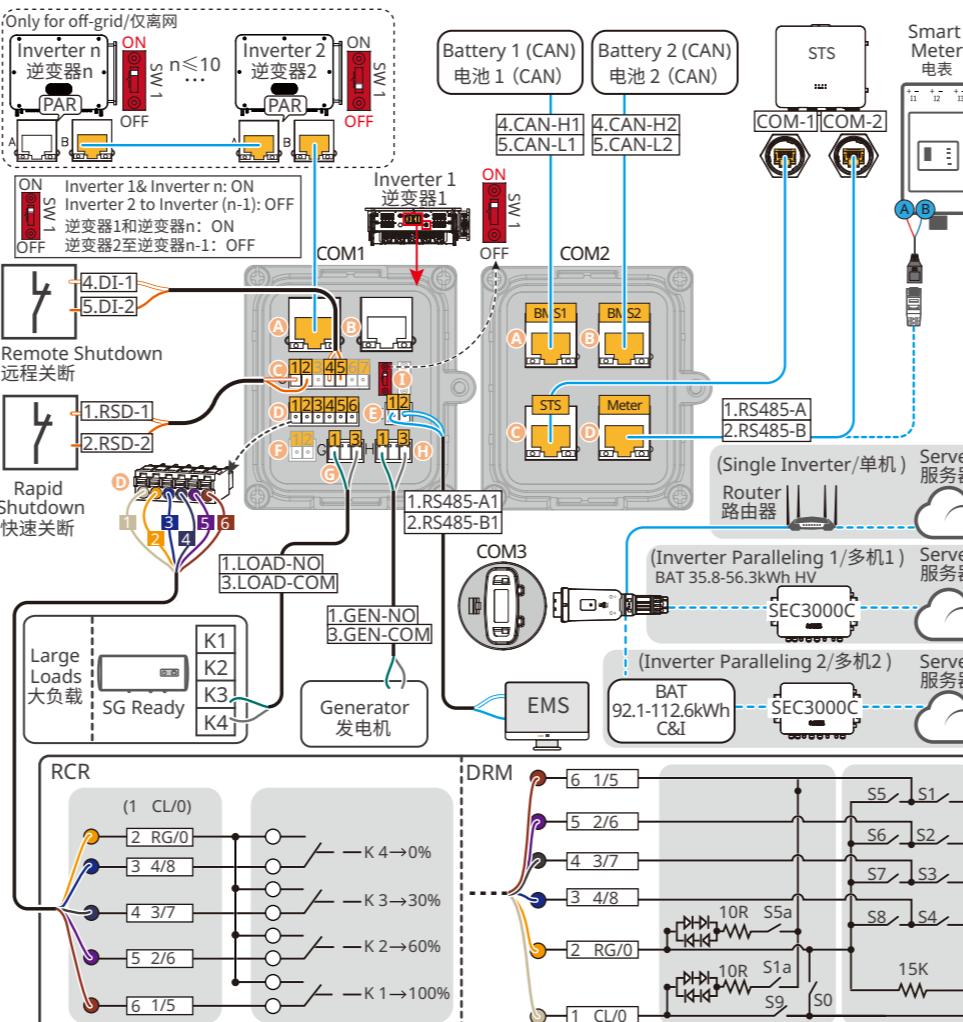 Only for off-grid/仅离网
Inverter n
逆变器n
ON
SW 1
OFF
n≤10
...
Inverter 2
逆变器2
ON
SW 1
OFF
PAR
PAR
A
B
A
B
ON
SW 1
OFF
Inverter 1& Inverter n: ON
Inverter 2 to Inverter (n-1): OFF
逆变器1和逆变器n：ON
逆变器2至逆变器n-1：OFF
Inverter 1
逆变器1
ON
SW 1
OFF
Battery 1 (CAN)
电池 1（CAN）
Battery 2 (CAN)
电池 2（CAN）
4.CAN-H1
5.CAN-L1
4.CAN-H2
5.CAN-L2
STS
COM-1
COM-2
Smart
Meter
电表
I1
I2
I3
A
B
COM1
COM2
4.DI-1
5.DI-2
Remote Shutdown
远程关断
1.RSD-1
2.RSD-2
Rapid
Shutdown
快速关断
A
B
C
1 2 3 4 5 6 7
I
D
1 2 3 4 5 6
E
1 2
F
1 2
G
1 3
H
1 3
G
H
BMS1
BMS2
A
B
STS
Meter
C
D
1.RS485-A
2.RS485-B
D
1
2
3
4
5
6
1.RS485-A1
2.RS485-B1
1.LOAD-NO
3.LOAD-COM
1.GEN-NO
3.GEN-COM
COM3
(Single Inverter/单机 )
Router
路由器
服务器
(Inverter Paralleling 1/多机1 )
BAT 35.8-56.3kWh HV
SEC3000C
服务器
(Inverter Paralleling 2/多机2 )
BAT
92.1-112.6kWh
C&I
SEC3000C
服务器
Large
Loads
大负载
SG Ready
K1
K2
K3
K4
Generator
发电机
EMS
RCR
(1 CL/0)
2 RG/0
3 4/8
4 3/7
5 2/6
6 1/5
K 4→0%
K 3→30%
K 2→60%
K 1→100%
DRM
6 1/5
5 2/6
4 3/7
3 4/8
2 RG/0
1 CL/0
10R
S5a
10R
S1a
S9
S0
S5
S1
S6
S2
S7
S3
S8
S4
15K